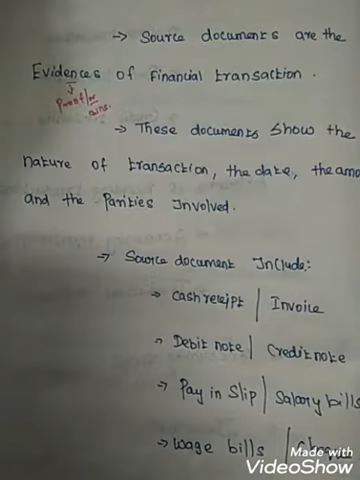 -> Source documents are the
Evidences of Financial transaction.
Proof/
-> These documents show the
nature of transaction, the date, the amo
and the Parities Involved.
-> Source document Include:
-> cash receipt | Invoice
-> Debit note | Credit note
-> Pay in Slip | Salary bills
-> wage bills |
Made with
VideoShow